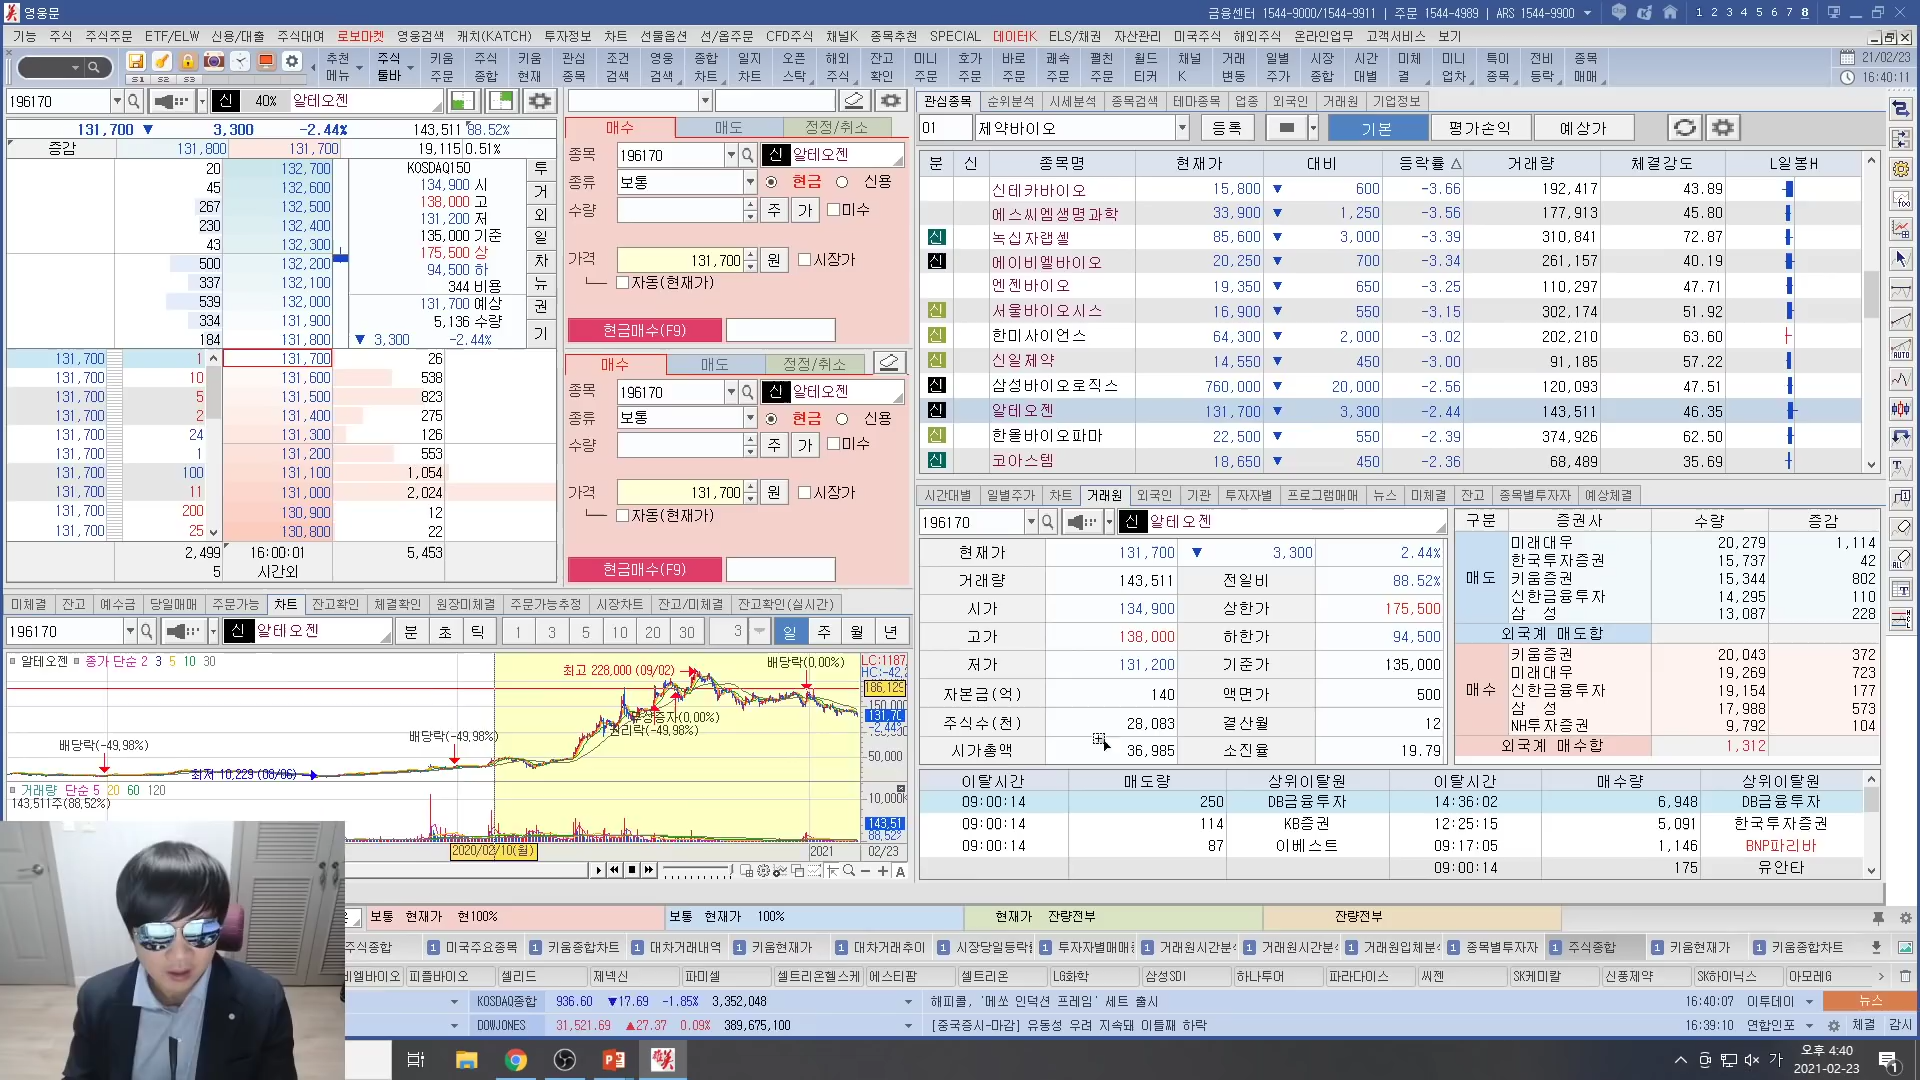 영웅문
금융센터 1544-9000/1544-9911 | 주문 1544-4989 | ARS 1544-9900
1 2 3 4 5 6 7 8
기능 주식 주식주문 ETF/ELW 신용/대출 주식대여 로보마켓 영웅검색 캐치(KATCH) 투자정보 차트 선물옵션 선/옵주문 CFD주식 채널K 종목추천 SPECIAL 데이터K ELS/채권 자산관리 미국주식 해외주식 온라인업무 고객서비스 보기
S1 S2 S3
추천 메뉴 주식 툴바 키움 주문 주식 종합 키움 현재 관심 종목 조건 검색 영웅 검색 종합 차트 일지 차트 오픈 스탁 해외 주식 잔고 확인 미니 주문 호가 주문 바로 주문 쾌속 주문 펼친 주문 월드 티커 채널 K 거래 변동 일별 주가 시장 종합 시간 대별 미체 결 미니 업차 특이 종목 전비 등락 종목 매매
21/02/23
16:40:11
196170 신 40% 알테오젠
131,700 ▼ 3,300 -2.44% 143,511 88.52%
증감 131,800 131,700 19,115 0.51%
20 132,700 KOSDAQ150 투
45 132,600 134,900 시 거
267 132,500 138,000 고
230 132,400 131,200 저 외
43 132,300 135,000 기준 일
500 132,200 175,500 상 차
337 132,100 94,500 하
539 132,000 344 비용 뉴
334 131,900 131,700 예상 권
184 131,800 5,136 수량 기
▼ 3,300 -2.44%
131,700 1 131,700 26
131,700 10 131,600 538
131,700 5 131,500 823
131,700 2 131,400 275
131,700 24 131,300 126
131,700 1 131,200 553
131,700 100 131,100 1,054
131,700 11 131,000 2,024
131,700 200 130,900 12
131,700 25 130,800 22
2,499 16:00:01 5,453
5 시간외
매수 매도 정정/취소
종목 196170 신 알테오젠
종류 보통 현금 신용
수량 주 가 미수
가격 131,700 원 시장가
자동(현재가)
현금매수(F9)
매수 매도 정정/취소
종목 196170 신 알테오젠
종류 보통 현금 신용
수량 주 가 미수
가격 131,700 원 시장가
자동(현재가)
현금매수(F9)
관심종목 순위분석 시세분석 종목검색 테마종목 업종 외국인 거래원 기업정보
01 제약바이오 등록 기본 평가손익 예상가
분 신 종목명 현재가 대비 등락률 △ 거래량 체결강도 L일봉H
신테카바이오 15,800 ▼ 600 -3.66 192,417 43.89
에스씨엠생명과학 33,900 ▼ 1,250 -3.56 177,913 45.80
신 녹십자랩셀 85,600 ▼ 3,000 -3.39 310,841 72.87
신 에이비엘바이오 20,250 ▼ 700 -3.34 261,157 40.19
엔젠바이오 19,350 ▼ 650 -3.25 110,297 47.71
신 서울바이오시스 16,900 ▼ 550 -3.15 302,174 51.92
신 한미사이언스 64,300 ▼ 2,000 -3.02 202,210 63.60
신 신일제약 14,550 ▼ 450 -3.00 91,185 57.22
신 삼성바이오로직스 760,000 ▼ 20,000 -2.56 120,093 47.51
신 알테오젠 131,700 ▼ 3,300 -2.44 143,511 46.35
신 한올바이오파마 22,500 ▼ 550 -2.39 374,926 62.50
신 코아스템 18,650 ▼ 450 -2.36 68,489 35.69
시간대별 일별주가 차트 거래원 외국인 기관 투자자별 프로그램매매 뉴스 미체결 잔고 종목별투자자 예상체결
196170 신 알테오젠
현재가 131,700 ▼ 3,300 2.44%
거래량 143,511 전일비 88.52%
시가 134,900 상한가 175,500
고가 138,000 하한가 94,500
저가 131,200 기준가 135,000
자본금(억) 140 액면가 500
주식수(천) 28,083 결산월 12
시가총액 36,985 소진율 19.79
구분 증권사 수량 증감
매도
미래대우 20,279 1,114
한국투자증권 15,737 42
키움증권 15,344 802
신한금융투자 14,295 110
삼 성 13,087 228
외국계 매도합
매수
키움증권 20,043 372
미래대우 19,269 723
신한금융투자 19,154 177
삼 성 17,988 573
NH투자증권 9,792 104
외국계 매수합 1,312
이탈시간 매도량 상위이탈원 이탈시간 매수량 상위이탈원
09:00:14 250 DB금융투자 14:36:02 6,948 DB금융투자
09:00:14 114 KB증권 12:25:15 5,091 한국투자증권
09:00:14 87 이베스트 09:17:05 1,146 BNP파리바
09:00:14 175 유안타
미체결 잔고 예수금 당일매매 주문가능 차트 잔고확인 체결확인 원장미체결 주문가능추정 시장차트 잔고/미체결 잔고확인(실시간)
196170 신 알테오젠 분 초 틱 1 3 5 10 20 30 3 일 주 월 년
알테오젠 종가 단순 2 3 5 10 30
최고 228,000 (09/02)
배당락(0,00%)
186,129
150,000
무상증자(0,00%)
권리락(-49,98%)
배당락(-49,98%)
배당락(-49,98%)
50,000
최저 10,229 (08/06)
거래량 단순 5 20 60 120
143,511주(88,52%)
10,000K
143,51
88,52%
2020/02/10(월) 2021 02/23
보통 현재가 현100% 보통 현재가 100% 현재가 잔량전부 잔량전부
주식종합 미국주요종목 키움종합차트 대차거래내역 키움현재가 대차거래추이 시장당일등락 투자자별매매 거래원시간분 거래원시간분 거래원입체분 종목별투자자 주식종합 키움현재가 키움종합차트
비엘바이오 피플바이오 셀리드 제넥신 파미셀 셀트리온헬스케 에스티팜 셀트리온 LG화학 삼성SDI 하나투어 파라다이스 씨젠 SK케미칼 신풍제약 SK하이닉스 아모레G
KOSDAQ종합 936.60 ▼17.69 -1.85% 3,352,048 해피콜, '메쏘 인덕션 프레임' 세트 출시 16:40:07 이투데이 뉴스
DOWJONES 31,521.69 ▲27.37 0.09% 389,675,100 [중국증시-마감] 유동성 우려 지속돼 이틀째 하락 16:39:10 연합인포 체결 감시
가 오후 4:40
2021-02-23